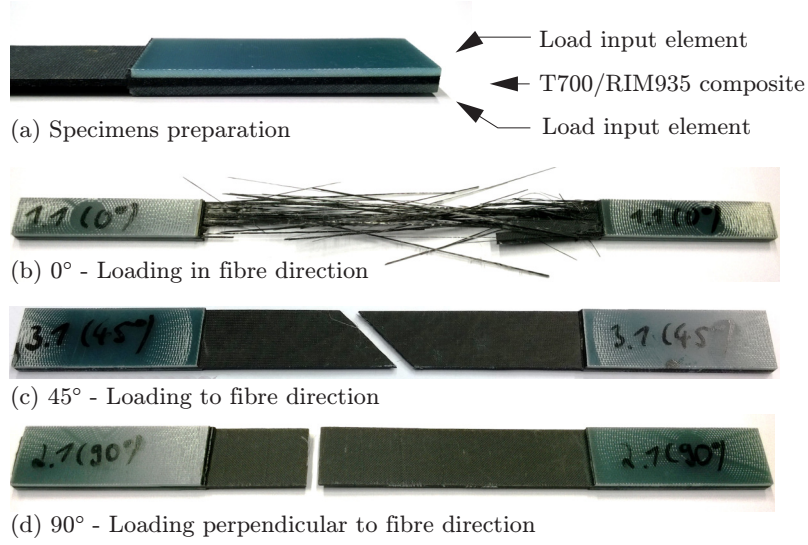 Load input element
T700/RIM935 composite
Load input element
(a) Specimens preparation
1.1 (0°) 1.1 (0°)
(b) 0° - Loading in fibre direction
3.1 (45°) 3.1 (45°)
(c) 45° - Loading to fibre direction
2.1 (90°) 2.1 (90°)
(d) 90° - Loading perpendicular to fibre direction